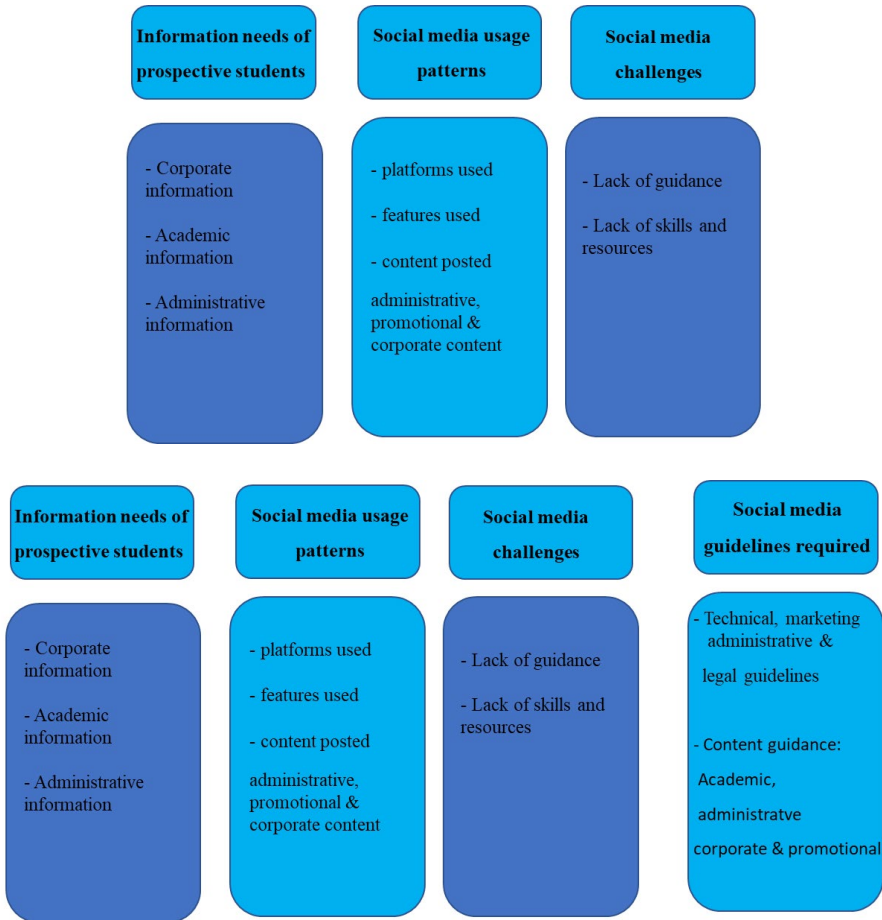 Information needs of
prospective students
Social media usage
patterns
Social media
challenges
- Corporate
information
- Academic
information
- Administrative
information
- platforms used
- features used
- content posted
administrative,
promotional &
corporate content
- Lack of guidance
- Lack of skills and
resources
Information needs of
prospective students
Social media usage
patterns
Social media
challenges
Social media
guidelines required
- Corporate
information
- Academic
information
- Administrative
information
- platforms used
- features used
- content posted
administrative,
promotional &
corporate content
- Lack of guidance
- Lack of skills and
resources
- Technical, marketing
administrative &
legal guidelines
- Content guidance:
Academic,
administratve
corporate & promotional